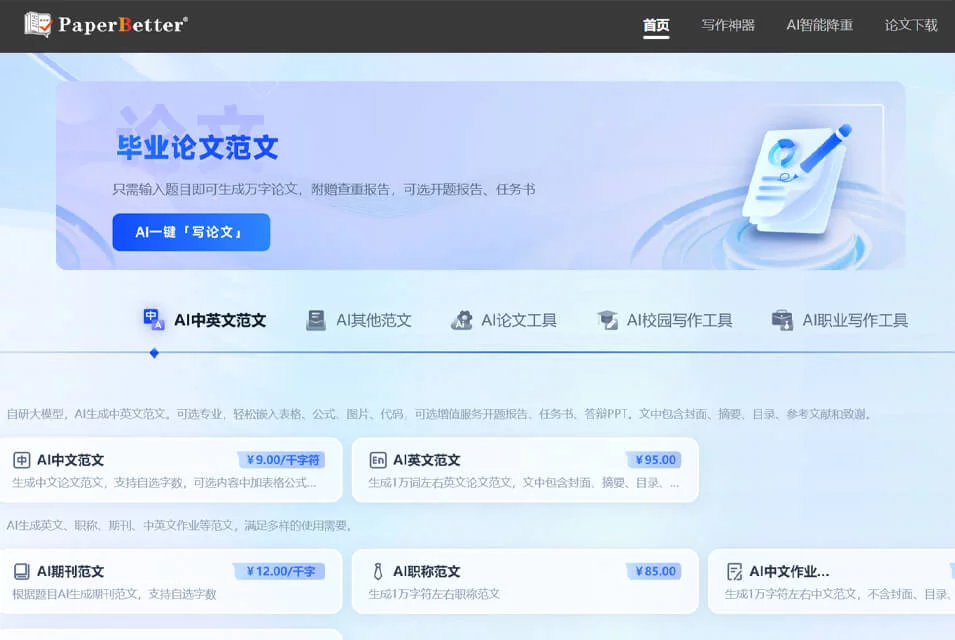 PaperBetter®
首页 写作神器 AI智能降重 论文下载
论文
毕业论文范文
只需输入题目即可生成万字论文，附赠查重报告，可选开题报告、任务书
AI一键「写论文」
AI中英文范文 AI其他范文 AI论文工具 AI校园写作工具 AI职业写作工具
自研大模型，AI生成中英文范文。可选专业，轻松嵌入表格、公式、图片、代码，可选增值服务开题报告、任务书、答辩PPT。文中包含封面、摘要、目录、参考文献和致谢。
中 AI中文范文 ￥9.00/千字符
生成中文论文范文，支持自选字数，可选内容中加表格公式...
En AI英文范文 ￥95.00
生成1万词左右英文论文范文，文中包含封面、摘要、目录、...
AI生成英文、职称、期刊、中英文作业等范文，满足多样的使用需要。
AI期刊范文 ￥12.00/千字
根据题目AI生成期刊范文，支持自选字数
AI职称范文 ￥85.00
生成1万字符左右职称范文
AI中文作业...
生成1万字符左右中文范文，不含封面、目录、